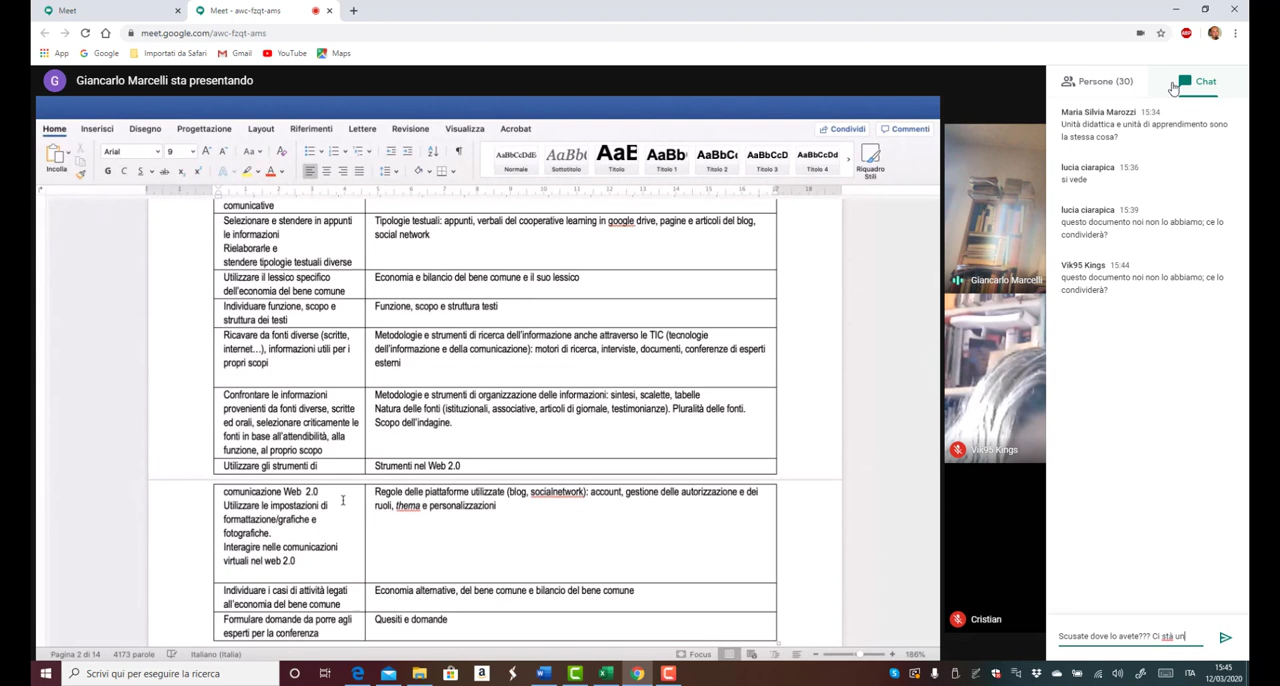 Meet
Meet - awc-fzqt-ams
meet.google.com/awc-fzqt-ams
App Google Importati da Safari Gmail YouTube Maps
G Giancarlo Marcelli sta presentando
Persone (30) Chat
Home Inserisci Disegno Progettazione Layout Riferimenti Lettere Revisione Visualizza Acrobat Condividi Commenti
Incolla
Arial 9
AaBbCcDdE AaBbC AaB AaBb( AaBbC AaBbCcD AaBbCcDd
Normale Sottotitolo Titolo Titolo 1 Titolo 2 Titolo 3 Titolo 4
Riquadro
Stili
comunicative
Selezionare e stendere in appunti
le informazioni
Rielaborarle e
stendere tipologie testuali diverse
Tipologie testuali: appunti, verbali del cooperative learning in google drive, pagine e articoli del blog,
social network
Utilizzare il lessico specifico
dell'economia del bene comune
Economia e bilancio del bene comune e il suo lessico
Individuare funzione, scopo e
struttura dei testi
Funzione, scopo e struttura testi
Ricavare da fonti diverse (scritte,
internet…), informazioni utili per i
propri scopi
Metodologie e strumenti di ricerca dell'informazione anche attraverso le TIC (tecnologie
dell'informazione e della comunicazione): motori di ricerca, interviste, documenti, conferenze di esperti
esterni
Confrontare le informazioni
provenienti da fonti diverse, scritte
ed orali, selezionare criticamente le
fonti in base all'attendibilità, alla
funzione, al proprio scopo
Metodologie e strumenti di organizzazione delle informazioni: sintesi, scalette, tabelle
Natura delle fonti (istituzionali, associative, articoli di giornale, testimonianze). Pluralità delle fonti.
Scopo dell'indagine.
Utilizzare gli strumenti di
Strumenti nel Web 2.0
comunicazione Web 2.0
Utilizzare le impostazioni di
formattazione/grafiche e
fotografiche.
Interagire nelle comunicazioni
virtuali nel web 2.0
Regole delle piattaforme utilizzate (blog, socialnetwork): account, gestione delle autorizzazione e dei
ruoli, thema e personalizzazioni
Individuare i casi di attività legati
all'economia del bene comune
Economia alternative, del bene comune e bilancio del bene comune
Formulare domande da porre agli
esperti per la conferenza
Quesiti e domande
Pagina 2 di 14 4173 parole Italiano (Italia) Focus 186%
Giancarlo Marcelli
Vik95 Kings
Cristian
Maria Silvia Marozzi 15:34
Unità didattica e unità di apprendimento sono
la stessa cosa?
lucia ciarapica 15:36
si vede
lucia ciarapica 15:39
questo documento noi non lo abbiamo; ce lo
condividerà?
Vik95 Kings 15:44
questo documento noi non lo abbiamo; ce lo
condividerà?
Scusate dove lo avete??? Ci stà un
Scrivi qui per eseguire la ricerca
ITA
15:45
12/03/2020